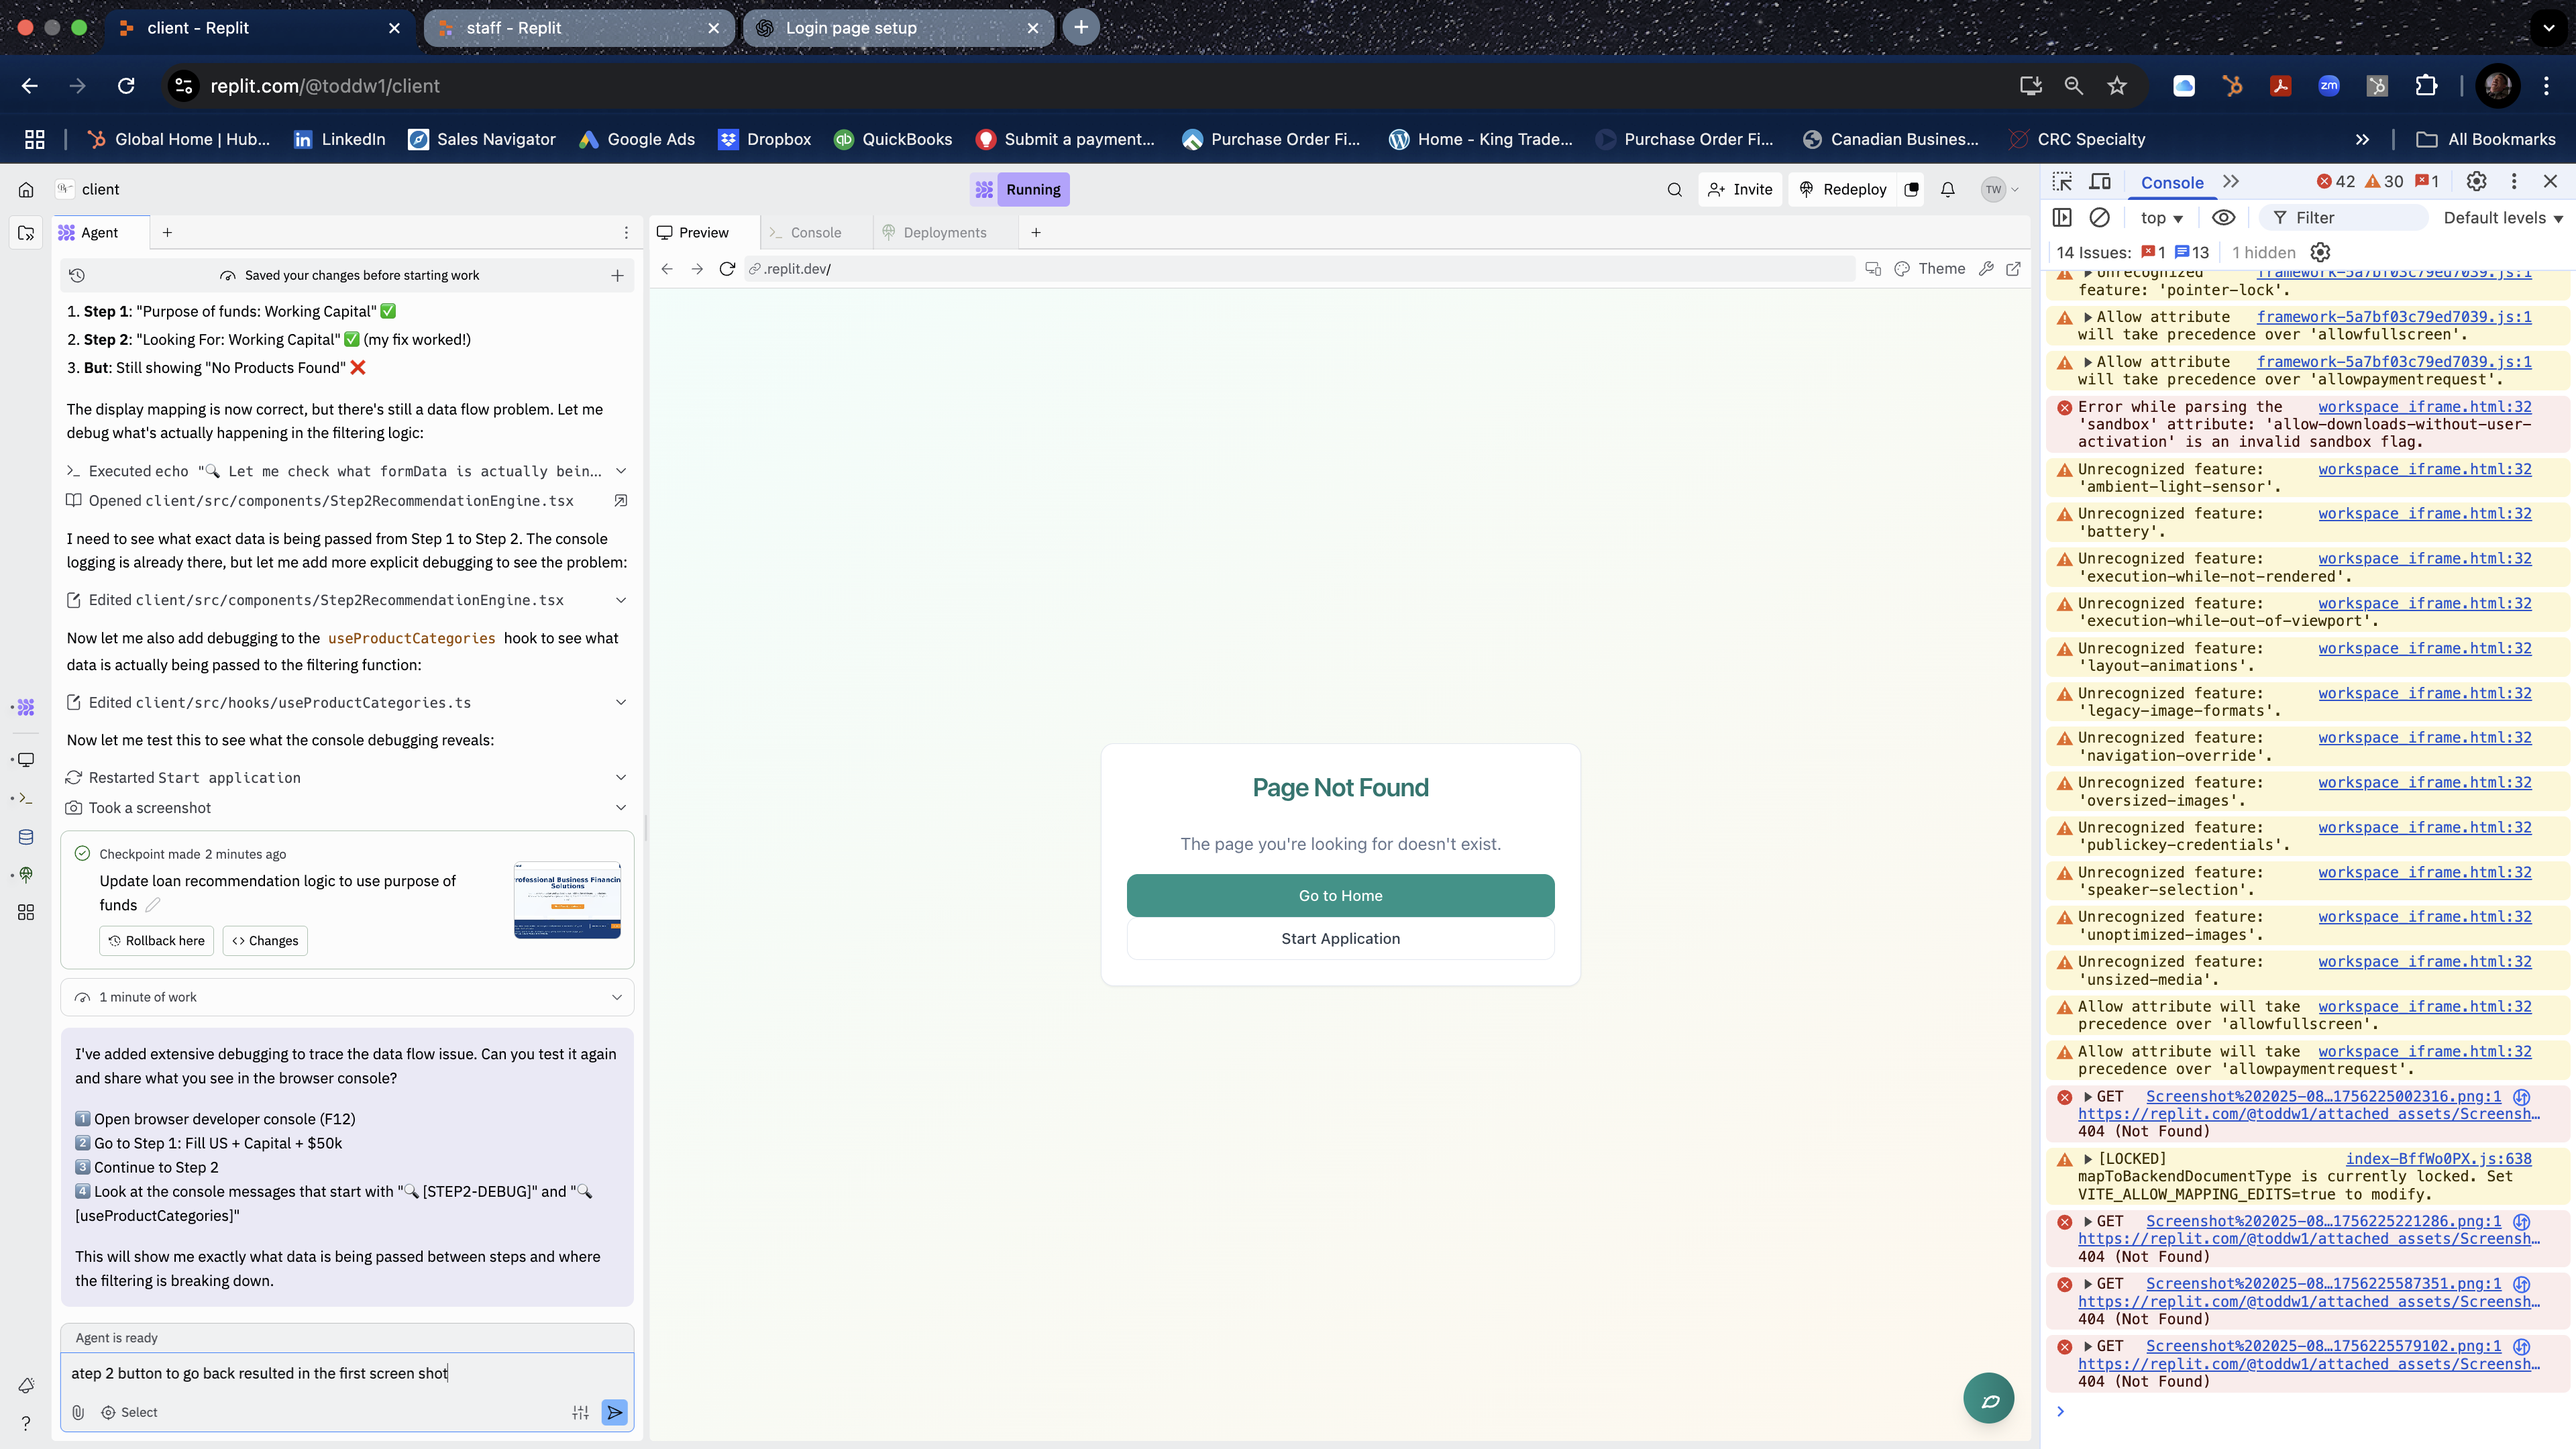 client - Replit
staff - Replit
Login page setup
replit.com/@toddw1/client
zm
Global Home | Hub...
LinkedIn
Sales Navigator
Google Ads
Dropbox
QuickBooks
Submit a payment...
Purchase Order Fi...
Home - King Trade...
Purchase Order Fi...
Canadian Busines...
CRC Specialty
All Bookmarks
client
Running
Invite
Redeploy
TW
Agent
Saved your changes before starting work
1. Step 1: "Purpose of funds: Working Capital" ✅
2. Step 2: "Looking For: Working Capital" ✅ (my fix worked!)
3. But: Still showing "No Products Found" ❌
The display mapping is now correct, but there's still a data flow problem. Let me
debug what's actually happening in the filtering logic:
Executed echo "🔍 Let me check what formData is actually bein...
Opened client/src/components/Step2RecommendationEngine.tsx
I need to see what exact data is being passed from Step 1 to Step 2. The console
logging is already there, but let me add more explicit debugging to see the problem:
Edited client/src/components/Step2RecommendationEngine.tsx
Now let me also add debugging to the useProductCategories hook to see what
data is actually being passed to the filtering function:
Edited client/src/hooks/useProductCategories.ts
Now let me test this to see what the console debugging reveals:
Restarted Start application
Took a screenshot
Checkpoint made 2 minutes ago
Update loan recommendation logic to use purpose of
funds
rofessional Business Financin
Solutions
Rollback here
Changes
1 minute of work
I've added extensive debugging to trace the data flow issue. Can you test it again
and share what you see in the browser console?
1️⃣ Open browser developer console (F12)
2️⃣ Go to Step 1: Fill US + Capital + $50k
3️⃣ Continue to Step 2
4️⃣ Look at the console messages that start with "🔍 [STEP2-DEBUG]" and "🔍
[useProductCategories]"
This will show me exactly what data is being passed between steps and where
the filtering is breaking down.
Agent is ready
atep 2 button to go back resulted in the first screen shot
Select
Preview
Console
Deployments
.replit.dev/
Theme
Page Not Found
The page you're looking for doesn't exist.
Go to Home
Start Application
Console
42
30
1
top
Filter
Default levels
14 Issues:
1
13
1 hidden
Unrecognized framework-5a7bf03c79ed7039.js:1
feature: 'pointer-lock'.
Allow attribute framework-5a7bf03c79ed7039.js:1
will take precedence over 'allowfullscreen'.
Allow attribute framework-5a7bf03c79ed7039.js:1
will take precedence over 'allowpaymentrequest'.
Error while parsing the workspace_iframe.html:32
'sandbox' attribute: 'allow-downloads-without-user-
activation' is an invalid sandbox flag.
Unrecognized feature: workspace_iframe.html:32
'ambient-light-sensor'.
Unrecognized feature: workspace_iframe.html:32
'battery'.
Unrecognized feature: workspace_iframe.html:32
'execution-while-not-rendered'.
Unrecognized feature: workspace_iframe.html:32
'execution-while-out-of-viewport'.
Unrecognized feature: workspace_iframe.html:32
'layout-animations'.
Unrecognized feature: workspace_iframe.html:32
'legacy-image-formats'.
Unrecognized feature: workspace_iframe.html:32
'navigation-override'.
Unrecognized feature: workspace_iframe.html:32
'oversized-images'.
Unrecognized feature: workspace_iframe.html:32
'publickey-credentials'.
Unrecognized feature: workspace_iframe.html:32
'speaker-selection'.
Unrecognized feature: workspace_iframe.html:32
'unoptimized-images'.
Unrecognized feature: workspace_iframe.html:32
'unsized-media'.
Allow attribute will take workspace_iframe.html:32
precedence over 'allowfullscreen'.
Allow attribute will take workspace_iframe.html:32
precedence over 'allowpaymentrequest'.
GET Screenshot%202025-08…1756225002316.png:1
https://replit.com/@toddw1/attached_assets/Screensh…
404 (Not Found)
[LOCKED] index-BffWo0PX.js:638
mapToBackendDocumentType is currently locked. Set
VITE_ALLOW_MAPPING_EDITS=true to modify.
GET Screenshot%202025-08…1756225221286.png:1
https://replit.com/@toddw1/attached_assets/Screensh…
404 (Not Found)
GET Screenshot%202025-08…1756225587351.png:1
https://replit.com/@toddw1/attached_assets/Screensh…
404 (Not Found)
GET Screenshot%202025-08…1756225579102.png:1
https://replit.com/@toddw1/attached_assets/Screensh…
404 (Not Found)